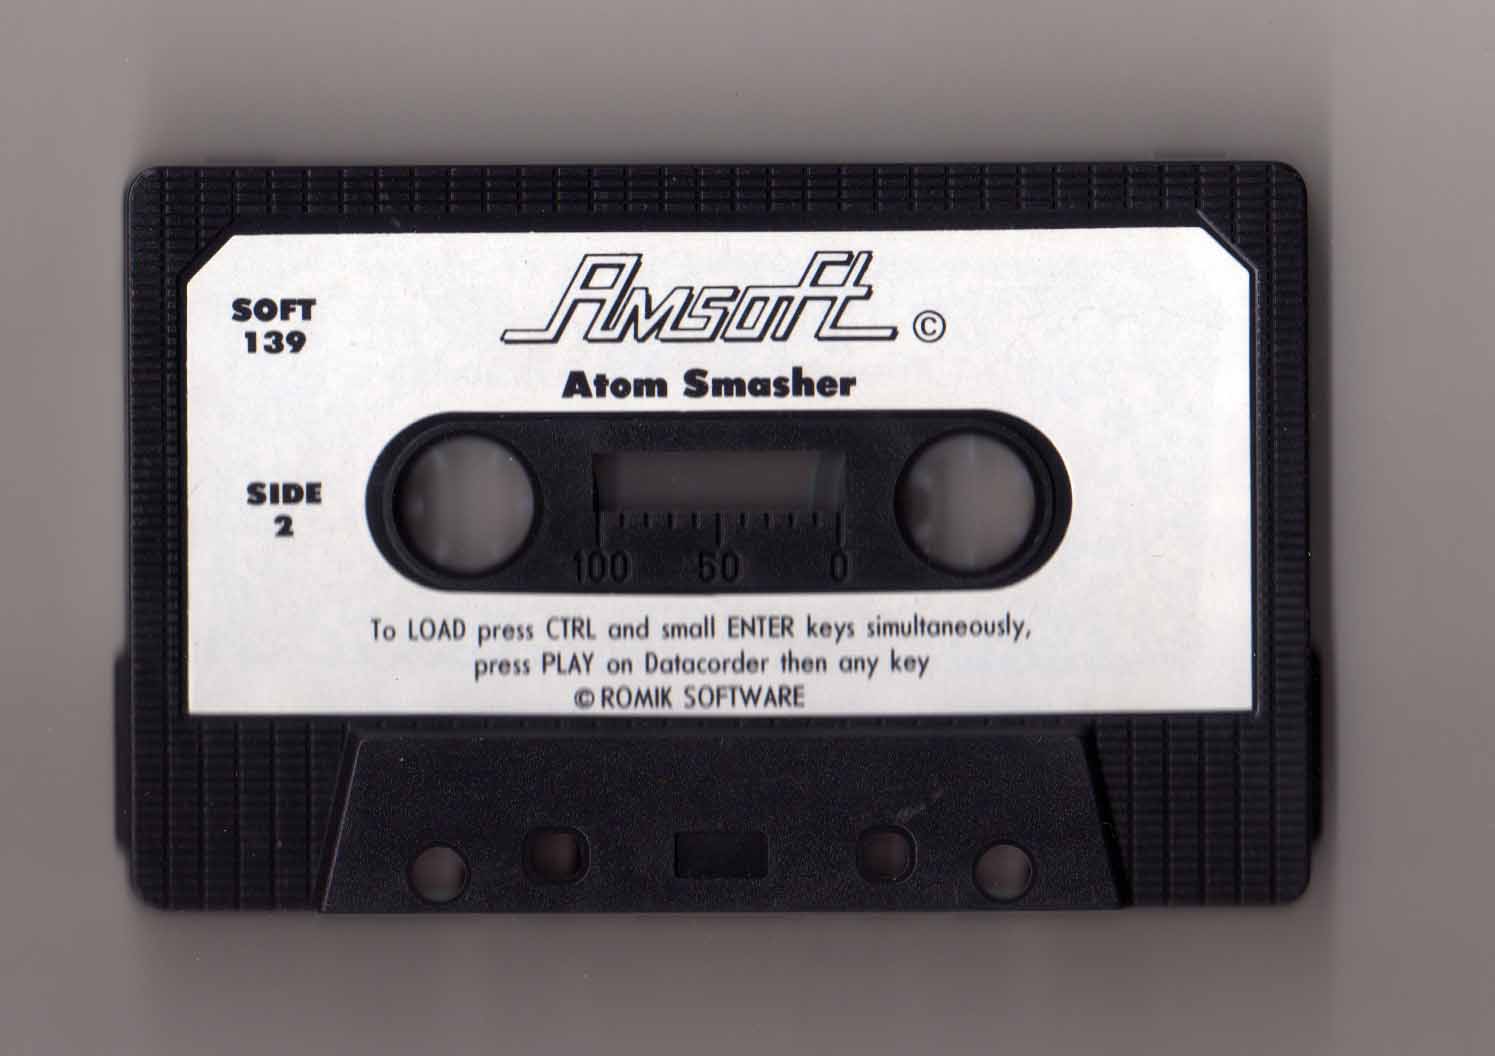 Amsoft ©
SOFT
139
Atom Smasher
SIDE
2
100 50 0
To LOAD press CTRL and small ENTER keys simultaneously,
press PLAY on Datacorder then any key
© ROMIK SOFTWARE